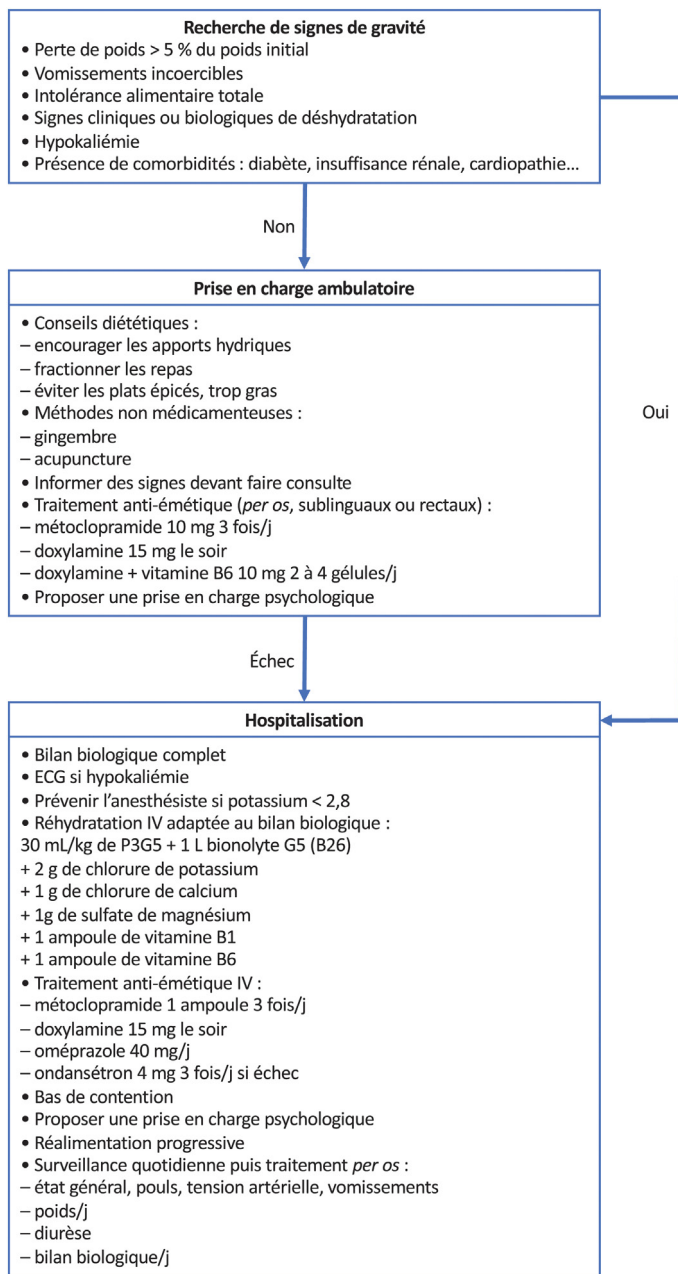 Recherche de signes de gravité
• Perte de poids > 5 % du poids initial
• Vomissements incoercibles
• Intolérance alimentaire totale
• Signes cliniques ou biologiques de déshydratation
• Hypokaliémie
• Présence de comorbidités : diabète, insuffisance rénale, cardiopathie...
Non
Prise en charge ambulatoire
• Conseils diététiques :
– encourager les apports hydriques
– fractionner les repas
– éviter les plats épicés, trop gras
• Méthodes non médicamenteuses :
– gingembre
– acupuncture
• Informer des signes devant faire consulte
• Traitement anti-émétique (per os, sublinguaux ou rectaux) :
– métoclopramide 10 mg 3 fois/j
– doxylamine 15 mg le soir
– doxylamine + vitamine B6 10 mg 2 à 4 gélules/j
• Proposer une prise en charge psychologique
Oui
Échec
Hospitalisation
• Bilan biologique complet
• ECG si hypokaliémie
• Prévenir l'anesthésiste si potassium < 2,8
• Réhydratation IV adaptée au bilan biologique :
30 mL/kg de P3G5 + 1 L bionolyte G5 (B26)
+ 2 g de chlorure de potassium
+ 1 g de chlorure de calcium
+ 1g de sulfate de magnésium
+ 1 ampoule de vitamine B1
+ 1 ampoule de vitamine B6
• Traitement anti-émétique IV :
– métoclopramide 1 ampoule 3 fois/j
– doxylamine 15 mg le soir
– oméprazole 40 mg/j
– ondansétron 4 mg 3 fois/j si échec
• Bas de contention
• Proposer une prise en charge psychologique
• Réalimentation progressive
• Surveillance quotidienne puis traitement per os :
– état général, pouls, tension artérielle, vomissements
– poids/j
– diurèse
– bilan biologique/j